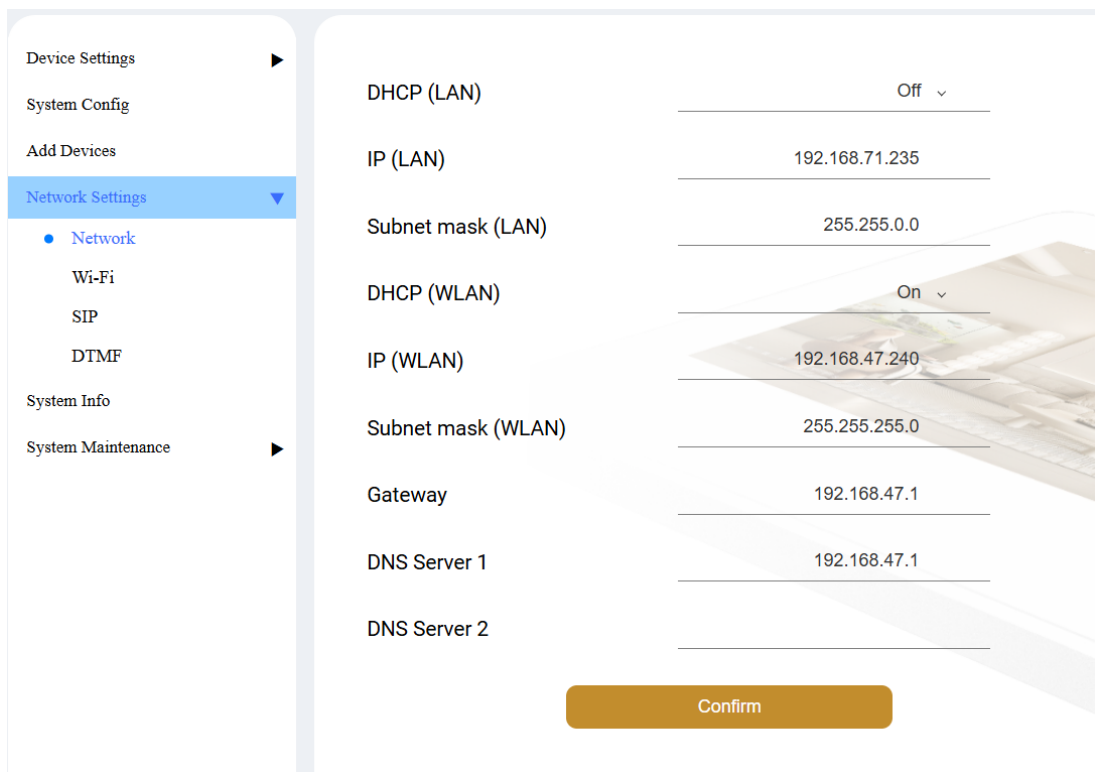 Device Settings
System Config
Add Devices
Network Settings
Network
Wi-Fi
SIP
DTMF
System Info
System Maintenance
DHCP (LAN) Off
IP (LAN) 192.168.71.235
Subnet mask (LAN) 255.255.0.0
DHCP (WLAN) On
IP (WLAN) 192.168.47.240
Subnet mask (WLAN) 255.255.255.0
Gateway 192.168.47.1
DNS Server 1 192.168.47.1
DNS Server 2
Confirm